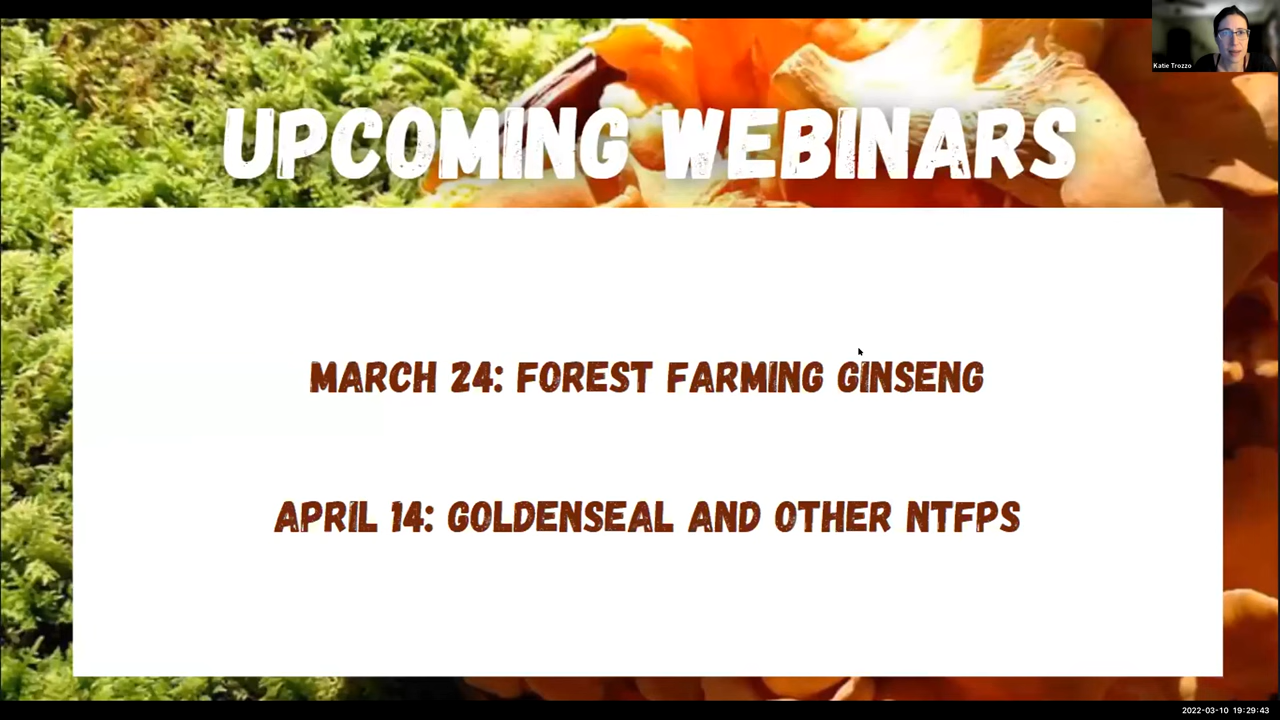 Katie Trozzo
UPCOMING WEBINARS
MARCH 24: FOREST FARMING GINSENG
APRIL 14: GOLDENSEAL AND OTHER NTFPS
2022-03-10 19:29:43